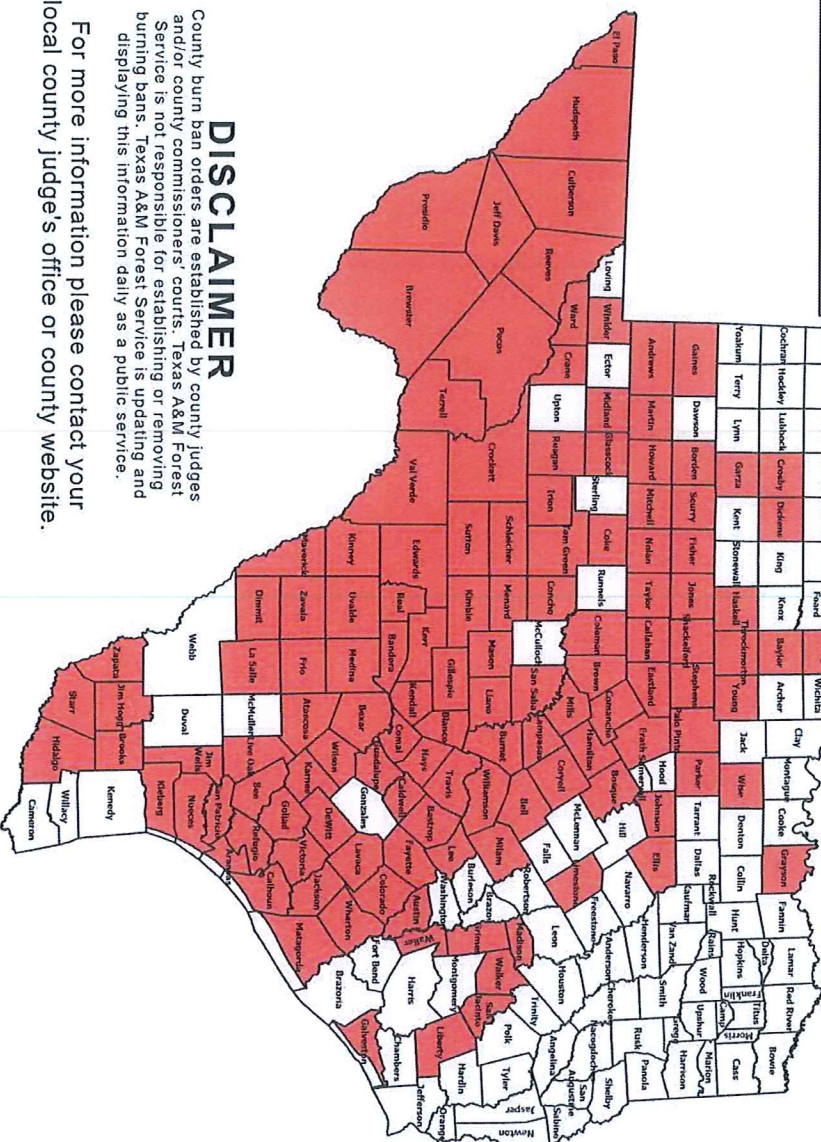 Foard
Wichita
Cochran
Hockley
Lubbock
Crosby
Dickens
King
Knox
Baylor
Archer
Clay
Montague
Cooke
Grayson
Fannin
Lamar
Red River
Bowie
Delta
Yoakum
Terry
Lynn
Garza
Kent
Stonewall
Haskell
Throckmorton
Young
Jack
Wise
Denton
Collin
Hunt
Hopkins
Franklin
Titus
Camp
Morris
Cass
Rains
Rockwall
Gaines
Dawson
Borden
Scurry
Fisher
Jones
Shackelford
Stephens
Palo Pinto
Parker
Tarrant
Dallas
Kaufman
Van Zandt
Wood
Upshur
Marion
Harrison
Andrews
Martin
Howard
Mitchell
Nolan
Taylor
Callahan
Eastland
Erath
Hood
Somervell
Johnson
Ellis
Henderson
Smith
Gregg
Rusk
Panola
El Paso
Hudspeth
Culberson
Reeves
Loving
Winkler
Ector
Midland
Glasscock
Sterling
Coke
Runnels
Coleman
Brown
Comanche
Hamilton
Bosque
Hill
Navarro
Freestone
Anderson
Cherokee
Nacogdoches
Shelby
Ward
Crane
Upton
Reagan
Irion
Tom Green
Concho
McCulloch
San Saba
Mills
Lampasas
Coryell
McLennan
Limestone
Falls
Leon
Houston
Trinity
Angelina
San
Augustine
Sabine
Jeff Davis
Pecos
Crockett
Schleicher
Menard
Mason
Llano
Burnet
Bell
Milam
Robertson
Madison
Walker
San
Jacinto
Polk
Tyler
Jasper
Newton
Presidio
Brewster
Terrell
Val Verde
Sutton
Kimble
Gillespie
Blanco
Williamson
Travis
Lee
Burleson
Brazos
Grimes
Washington
Montgomery
Liberty
Hardin
Orange
Edwards
Kerr
Real
Bandera
Kendall
Comal
Hays
Caldwell
Bastrop
Fayette
Austin
Waller
Harris
Chambers
Jefferson
Kinney
Uvalde
Medina
Bexar
Guadalupe
Gonzales
Lavaca
Colorado
Wharton
Fort Bend
Brazoria
Galveston
Maverick
Zavala
Frio
Atascosa
Wilson
Karnes
DeWitt
Victoria
Jackson
Matagorda
Dimmit
La Salle
McMullen
Live Oak
Bee
Goliad
Refugio
Calhoun
Aransas
Webb
Duval
Jim
Wells
San Patricio
Nueces
Kleberg
Zapata
Jim Hogg
Brooks
Kenedy
Starr
Hidalgo
Willacy
Cameron
DISCLAIMER
County burn ban orders are established by county judges
and/or county commissioners' courts. Texas A&M Forest
Service is not responsible for establishing or removing
burning bans. Texas A&M Forest Service is updating and
displaying this information daily as a public service.
For more information please contact your
local county judge's office or county website.